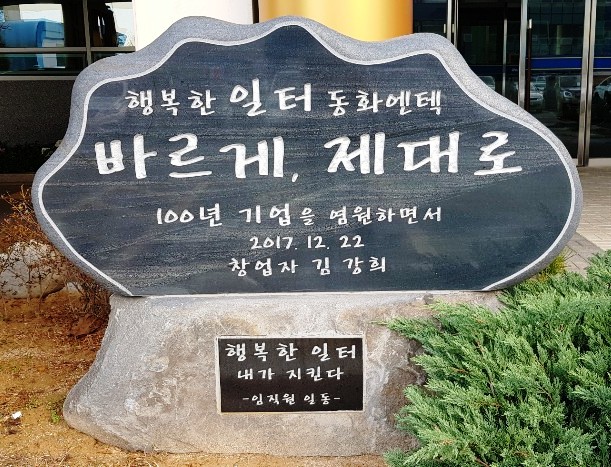 행복한 일터 동화엔텍
바르게, 제대로
100년 기업을 염원하면서
2017. 12. 22
창업자 김 강희
행복한 일터
내가 지킨다
-임직원 일동-